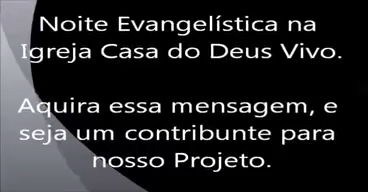 Noite Evangelística na
Igreja Casa do Deus Vivo.
Aquira essa mensagem, e
seja um contribunte para
nosso Projeto.